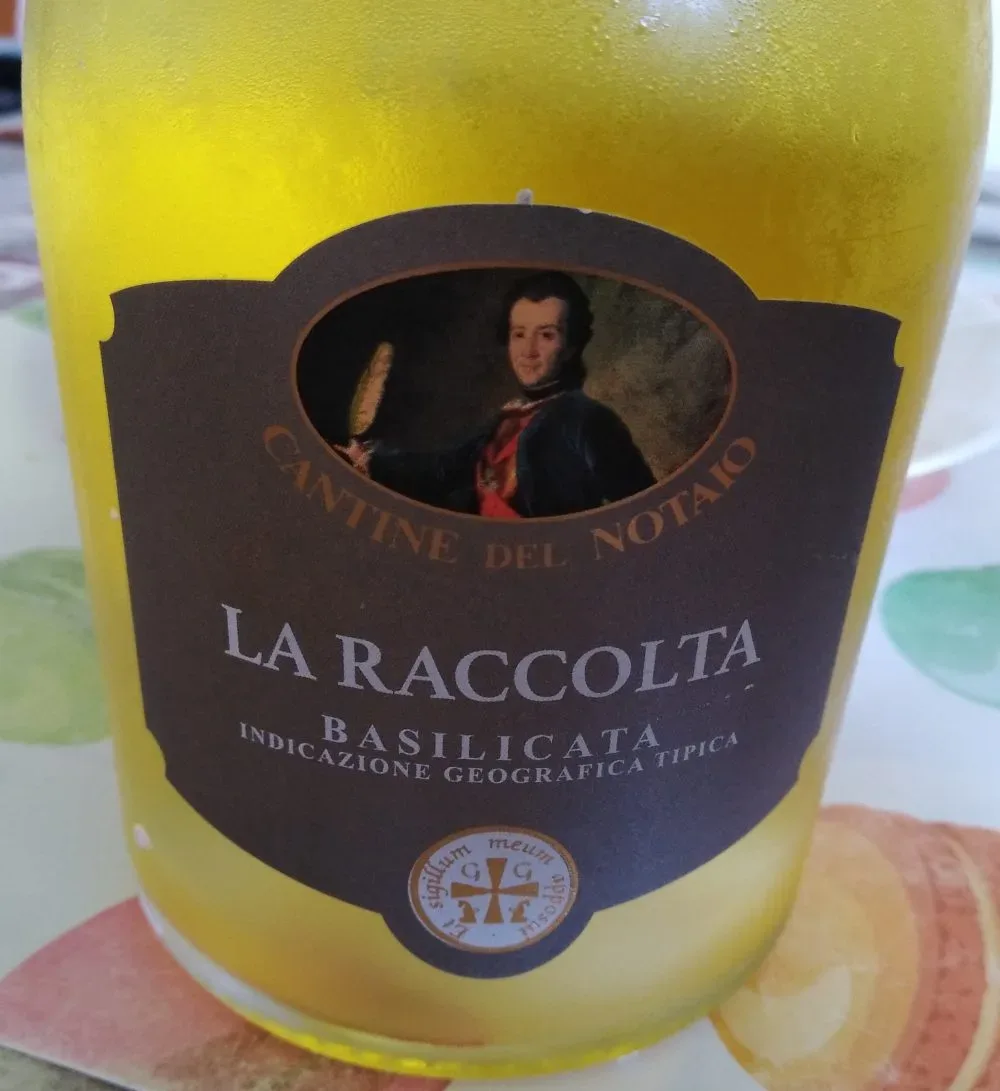 CANTINE DEL NOTAIO
LA RACCOLTA
BASILICATA
INDICAZIONE GEOGRAFICA TIPICA
Et sigillum meum apposui
G G